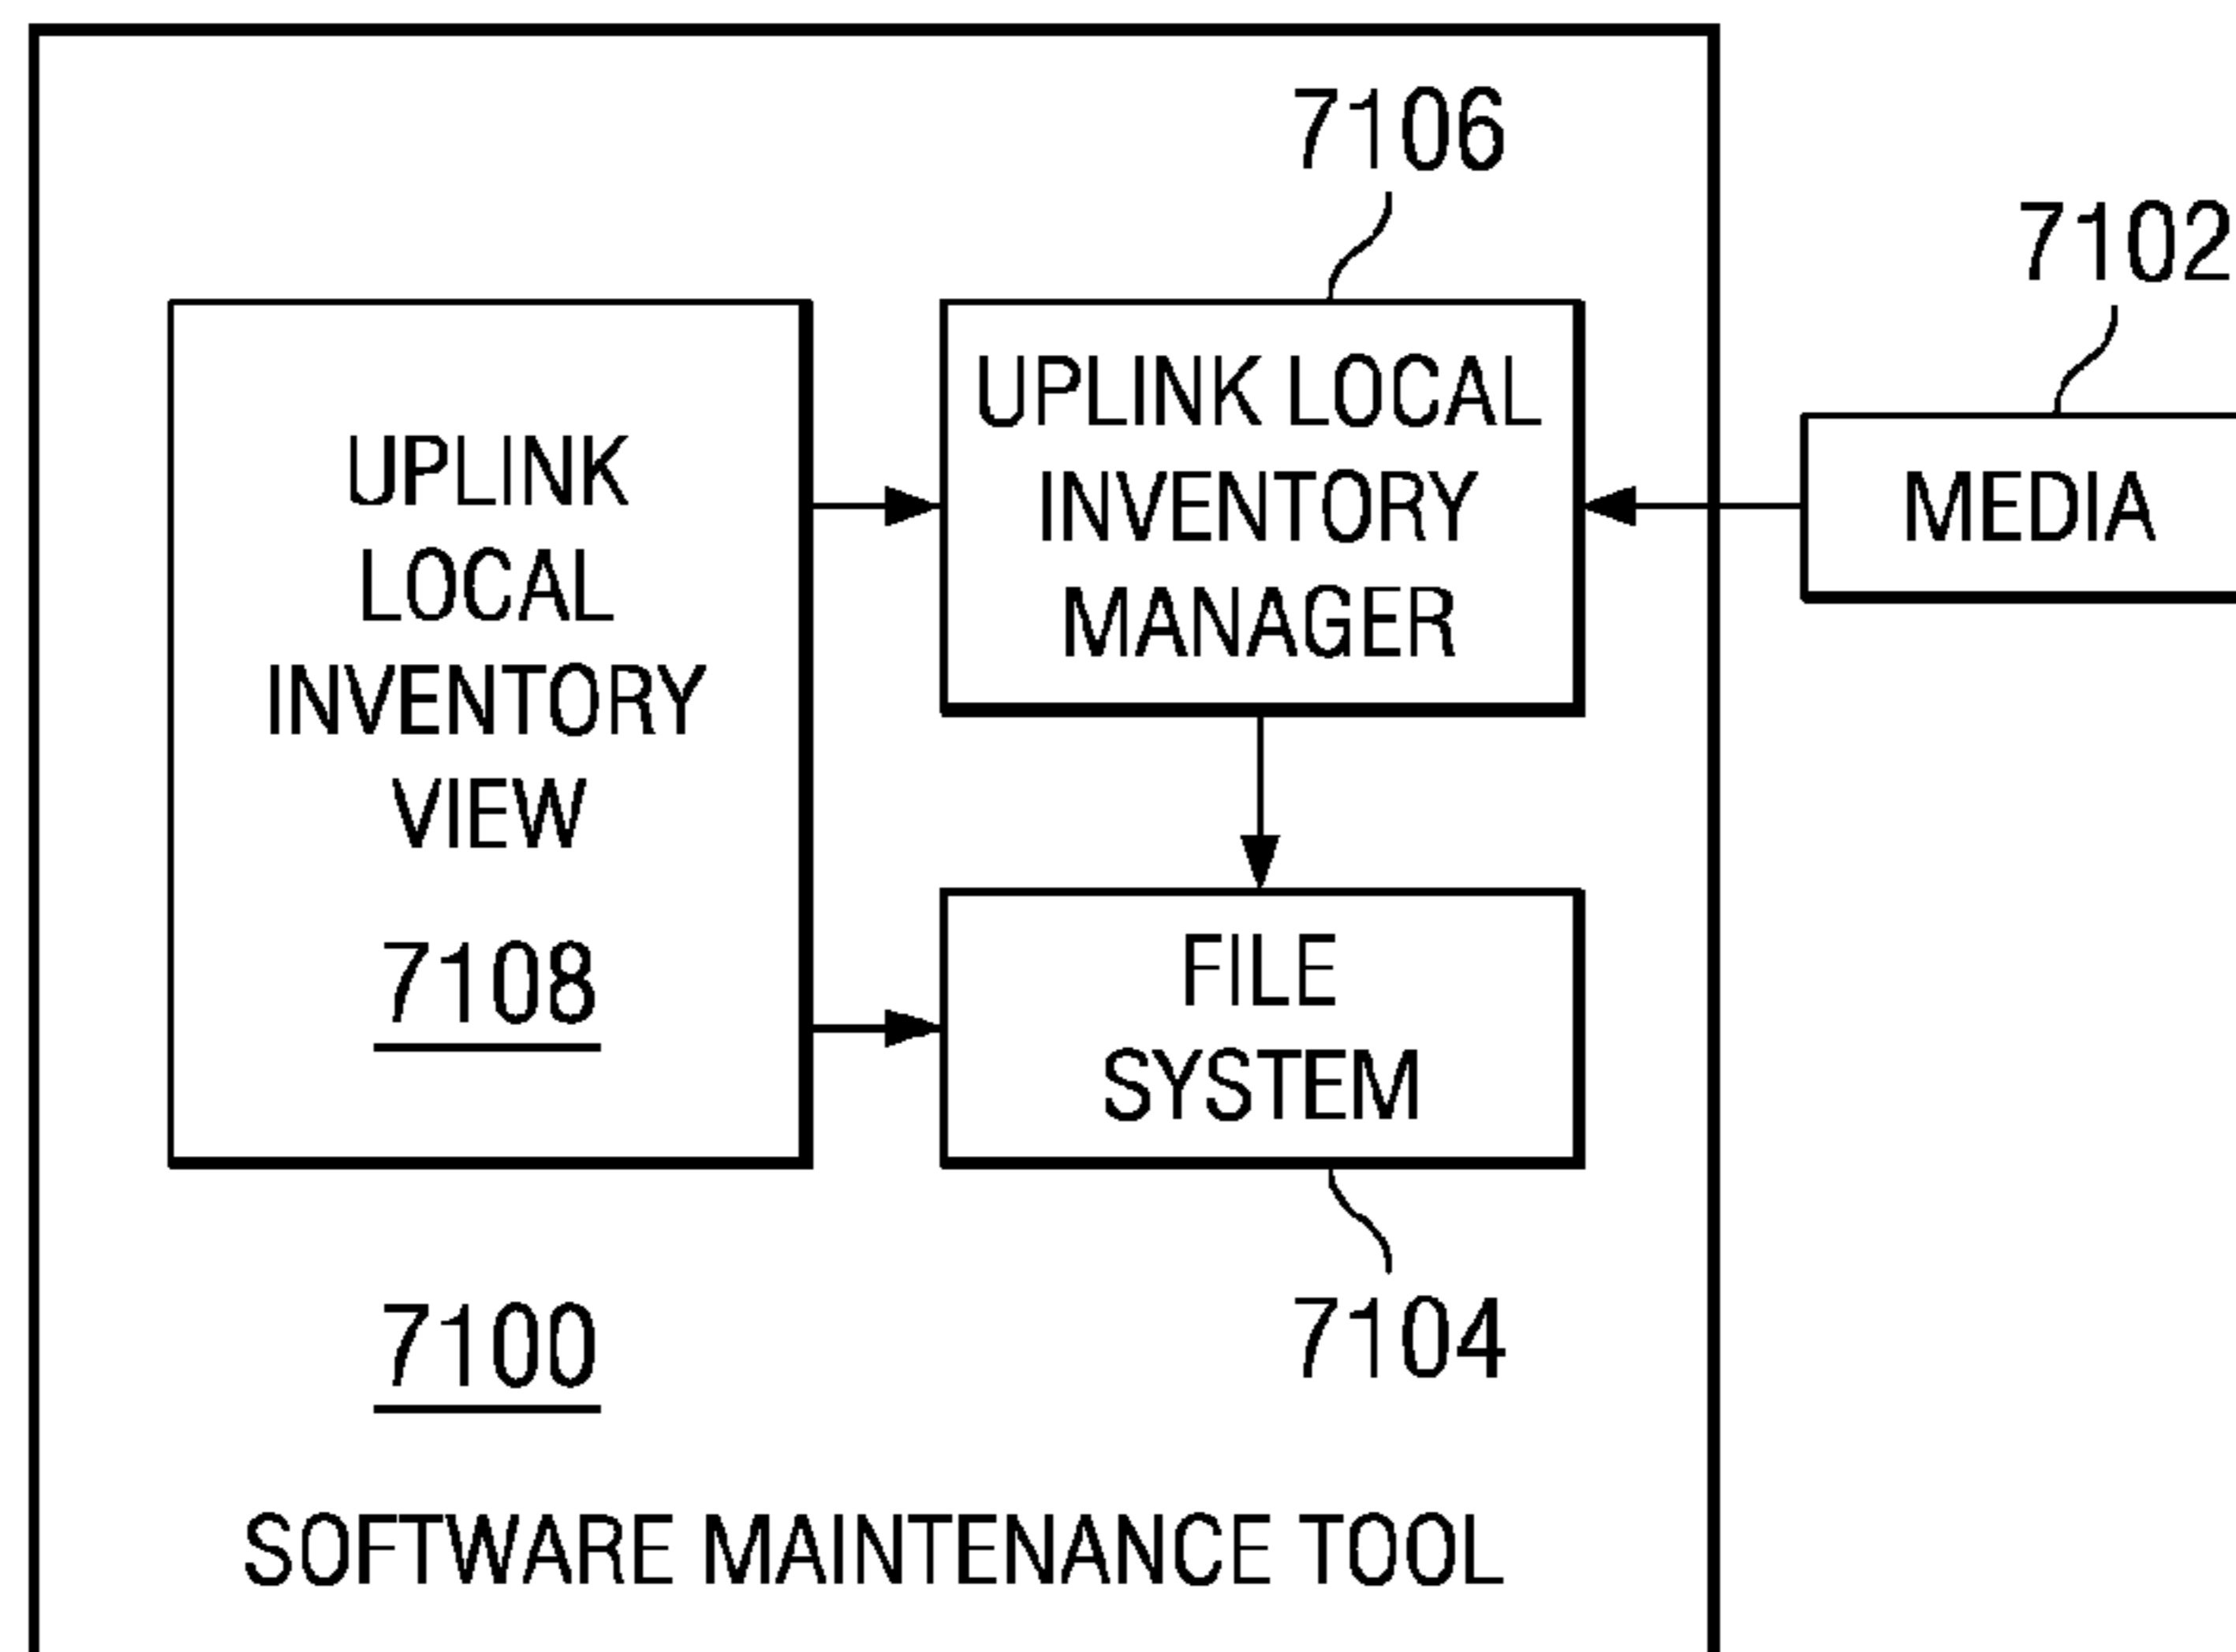 7106
7102
UPLINK
LOCAL
INVENTORY
VIEW
7108
UPLINK LOCAL
INVENTORY
MANAGER
MEDIA
FILE
SYSTEM
7104
7100
SOFTWARE MAINTENANCE TOOL